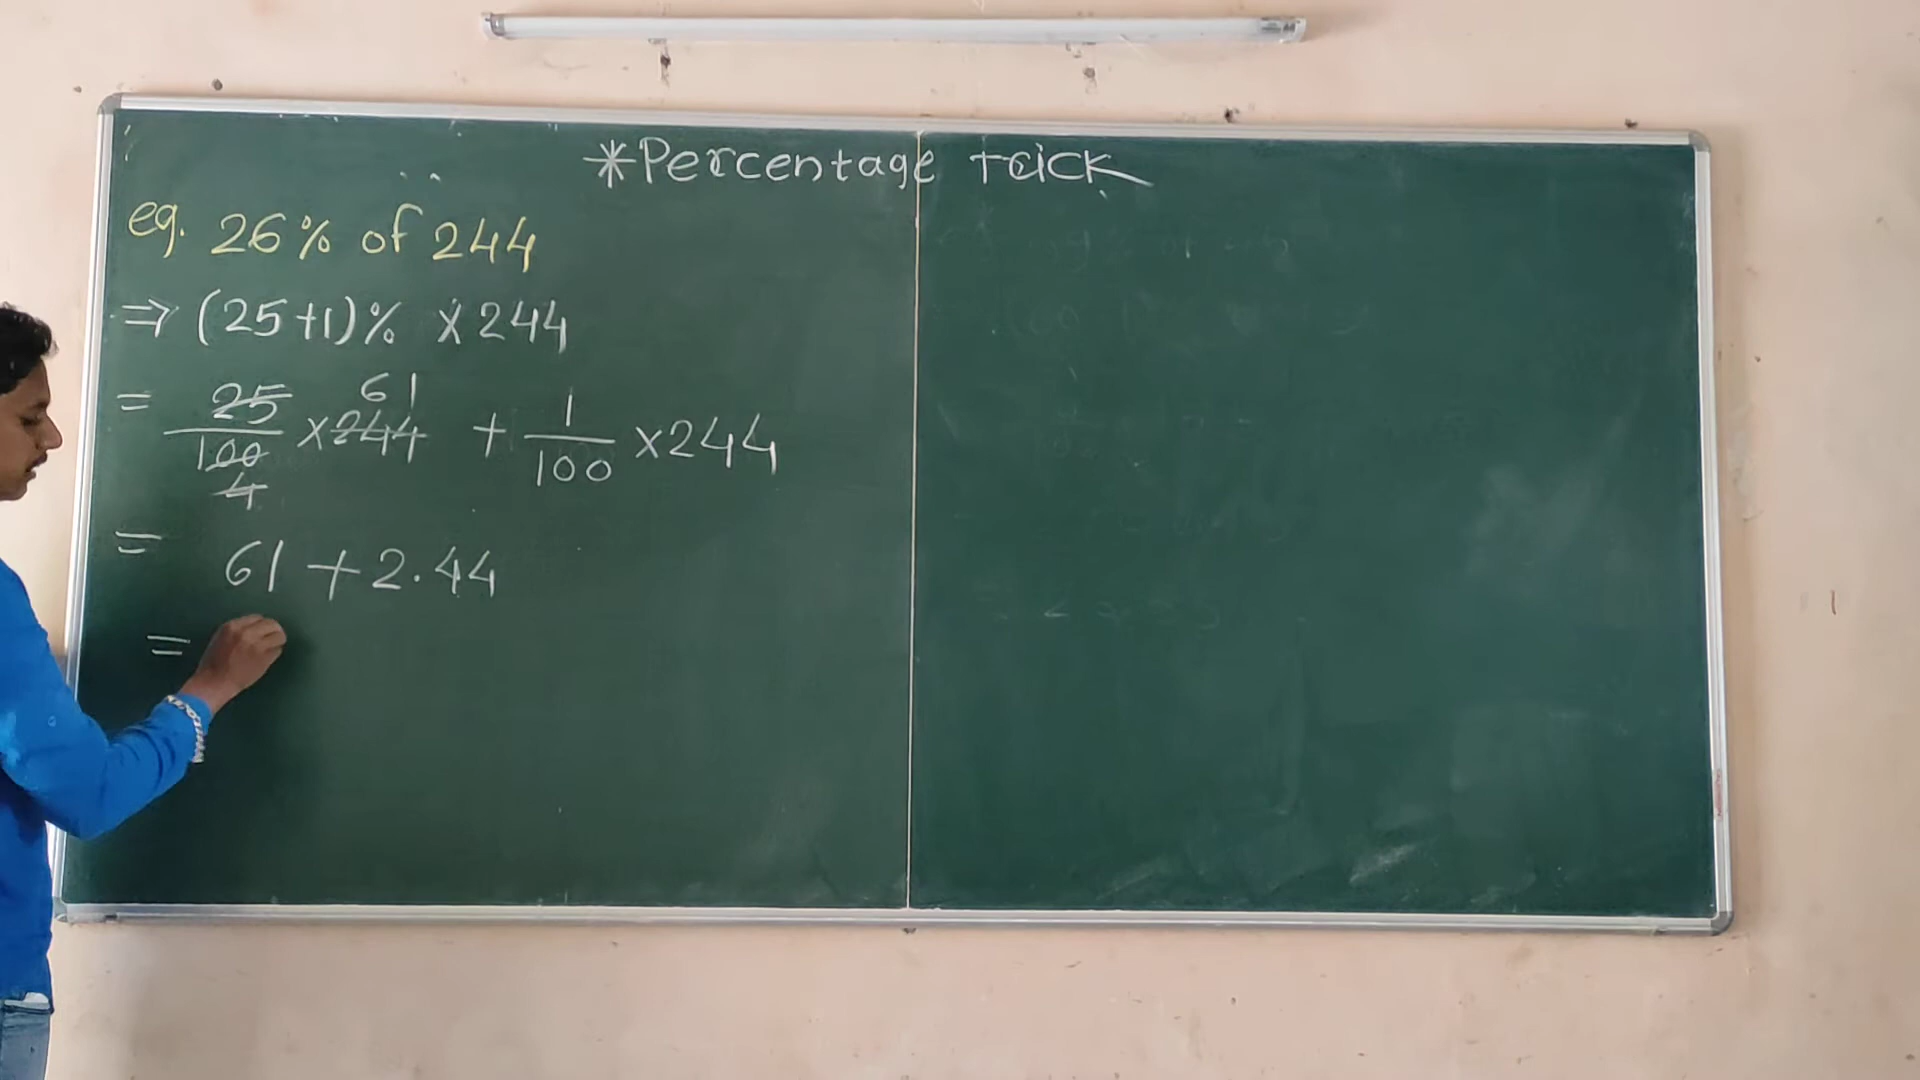 *Percentage trick
eg. 26% of 244
⇒ (25+1)% × 244
= 25/100 × 244 + 1/100 × 244
61
4
= 61 + 2.44
=